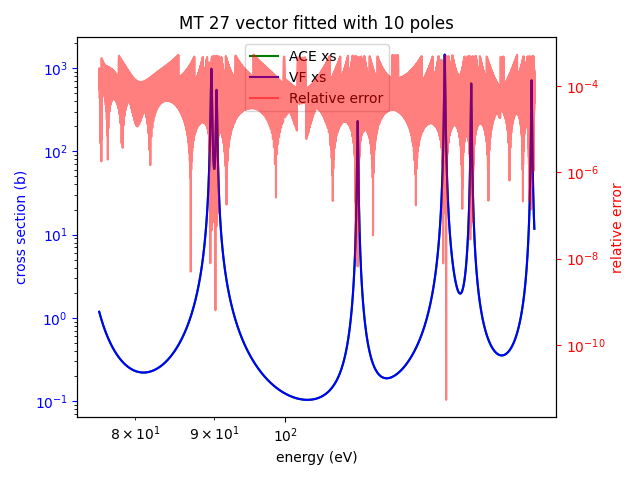 MT 27 vector fitted with 10 poles
ACE xs
VF xs
Relative error
cross section (b)
10³
10²
10¹
10⁰
10⁻¹
10⁻⁴
10⁻⁶
10⁻⁸
10⁻¹⁰
relative error
8 × 10¹
9 × 10¹
10²
energy (eV)